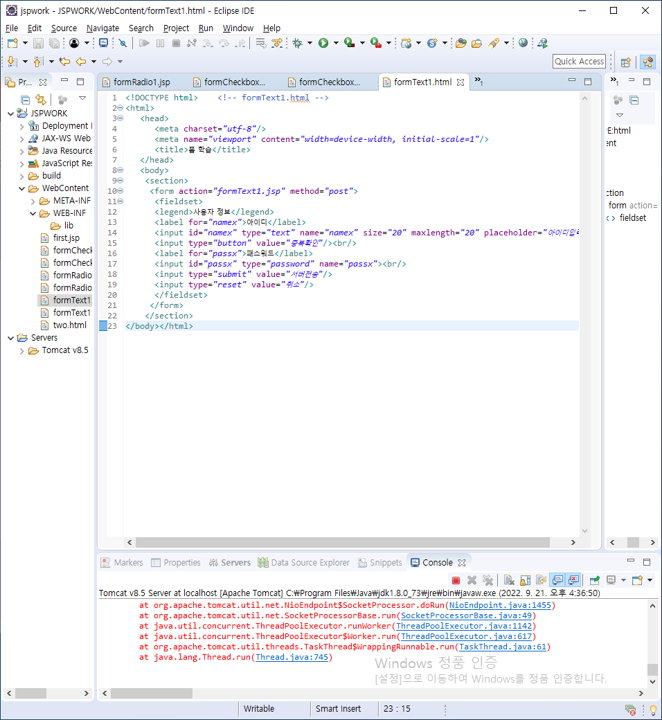 jspwork - JSPWORK/WebContent/formText1.html - Eclipse IDE
File Edit Source Navigate Search Project Run Window Help
Quick Access
Pr...
JSPWORK
Deployment
JAX-WS Web
Java Resource
JavaScript Res
build
WebContent
META-INF
WEB-INF
lib
first.jsp
formCheck
formCheck
formRadio
formRadio
formText1
formText1
two.html
Servers
Tomcat v8.5
formRadio1.jsp formCheckbox... formCheckbox... formText1.html »1
1 <!DOCTYPE html> <!-- formText1.html -->
2 <html>
3 <head>
4 <meta charset="utf-8"/>
5 <meta name="viewport" content="width=device-width, initial-scale=1"/>
6 <title>폼 학습</title>
7 </head>
8 <body>
9 <section>
10 <form action="formText1.jsp" method="post">
11 <fieldset>
12 <legend>사용자 정보</legend>
13 <label for="namex">아이디</label>
14 <input id="namex" type="text" name="namex" size="20" maxlength="20" placeholder="아이디입력
15 <input type="button" value="중복확인"/><br/>
16 <label for="passx">패스워드</label>
17 <input id="passx" type="password" name="passx"><br/>
18 <input type="submit" value="서버전송"/>
19 <input type="reset" value="취소"/>
20 </fieldset>
21 </form>
22 </section>
23 </body></html>
»1
E:html
ent
ction
form action=
fieldset
Markers Properties Servers Data Source Explorer Snippets Console
Tomcat v8.5 Server at localhost [Apache Tomcat] C:₩Program Files₩Java₩jdk1.8.0_73₩jre₩bin₩javaw.exe (2022. 9. 21. 오후 4:36:50)
at org.apache.tomcat.util.net.NioEndpoint$SocketProcessor.doRun(NioEndpoint.java:1455)
at org.apache.tomcat.util.net.SocketProcessorBase.run(SocketProcessorBase.java:49)
at java.util.concurrent.ThreadPoolExecutor.runWorker(ThreadPoolExecutor.java:1142)
at java.util.concurrent.ThreadPoolExecutor$Worker.run(ThreadPoolExecutor.java:617)
at org.apache.tomcat.util.threads.TaskThread$WrappingRunnable.run(TaskThread.java:61)
at java.lang.Thread.run(Thread.java:745)
Windows 정품 인증
[설정]으로 이동하여 Windows를 정품 인증합니다.
Writable Smart Insert 23 : 15